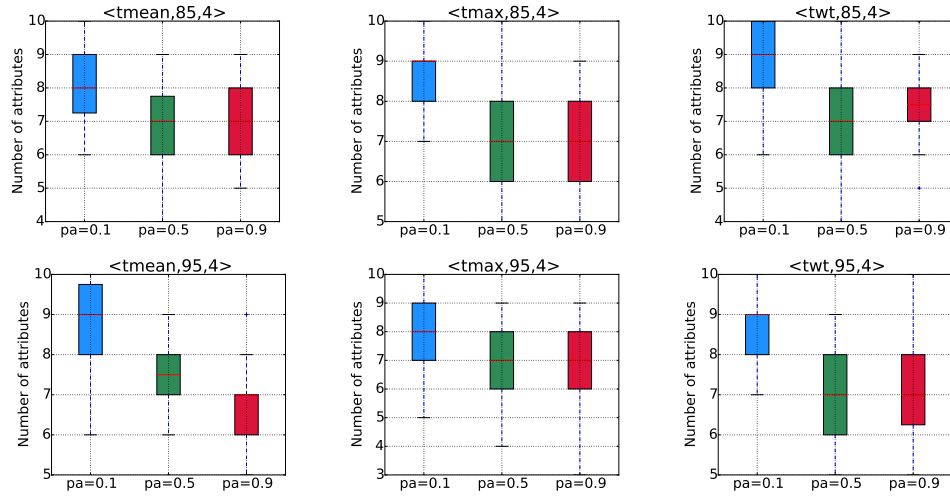 <tmean,85,4>
Number of attributes
10
9
8
7
6
5
4
pa=0.1 pa=0.5 pa=0.9
<tmax,85,4>
Number of attributes
10
9
8
7
6
5
pa=0.1 pa=0.5 pa=0.9
<twt,85,4>
Number of attributes
10
9
8
7
6
5
4
pa=0.1 pa=0.5 pa=0.9
<tmean,95,4>
Number of attributes
10
9
8
7
6
5
pa=0.1 pa=0.5 pa=0.9
<tmax,95,4>
Number of attributes
10
9
8
7
6
5
4
3
pa=0.1 pa=0.5 pa=0.9
<twt,95,4>
Number of attributes
10
9
8
7
6
5
pa=0.1 pa=0.5 pa=0.9